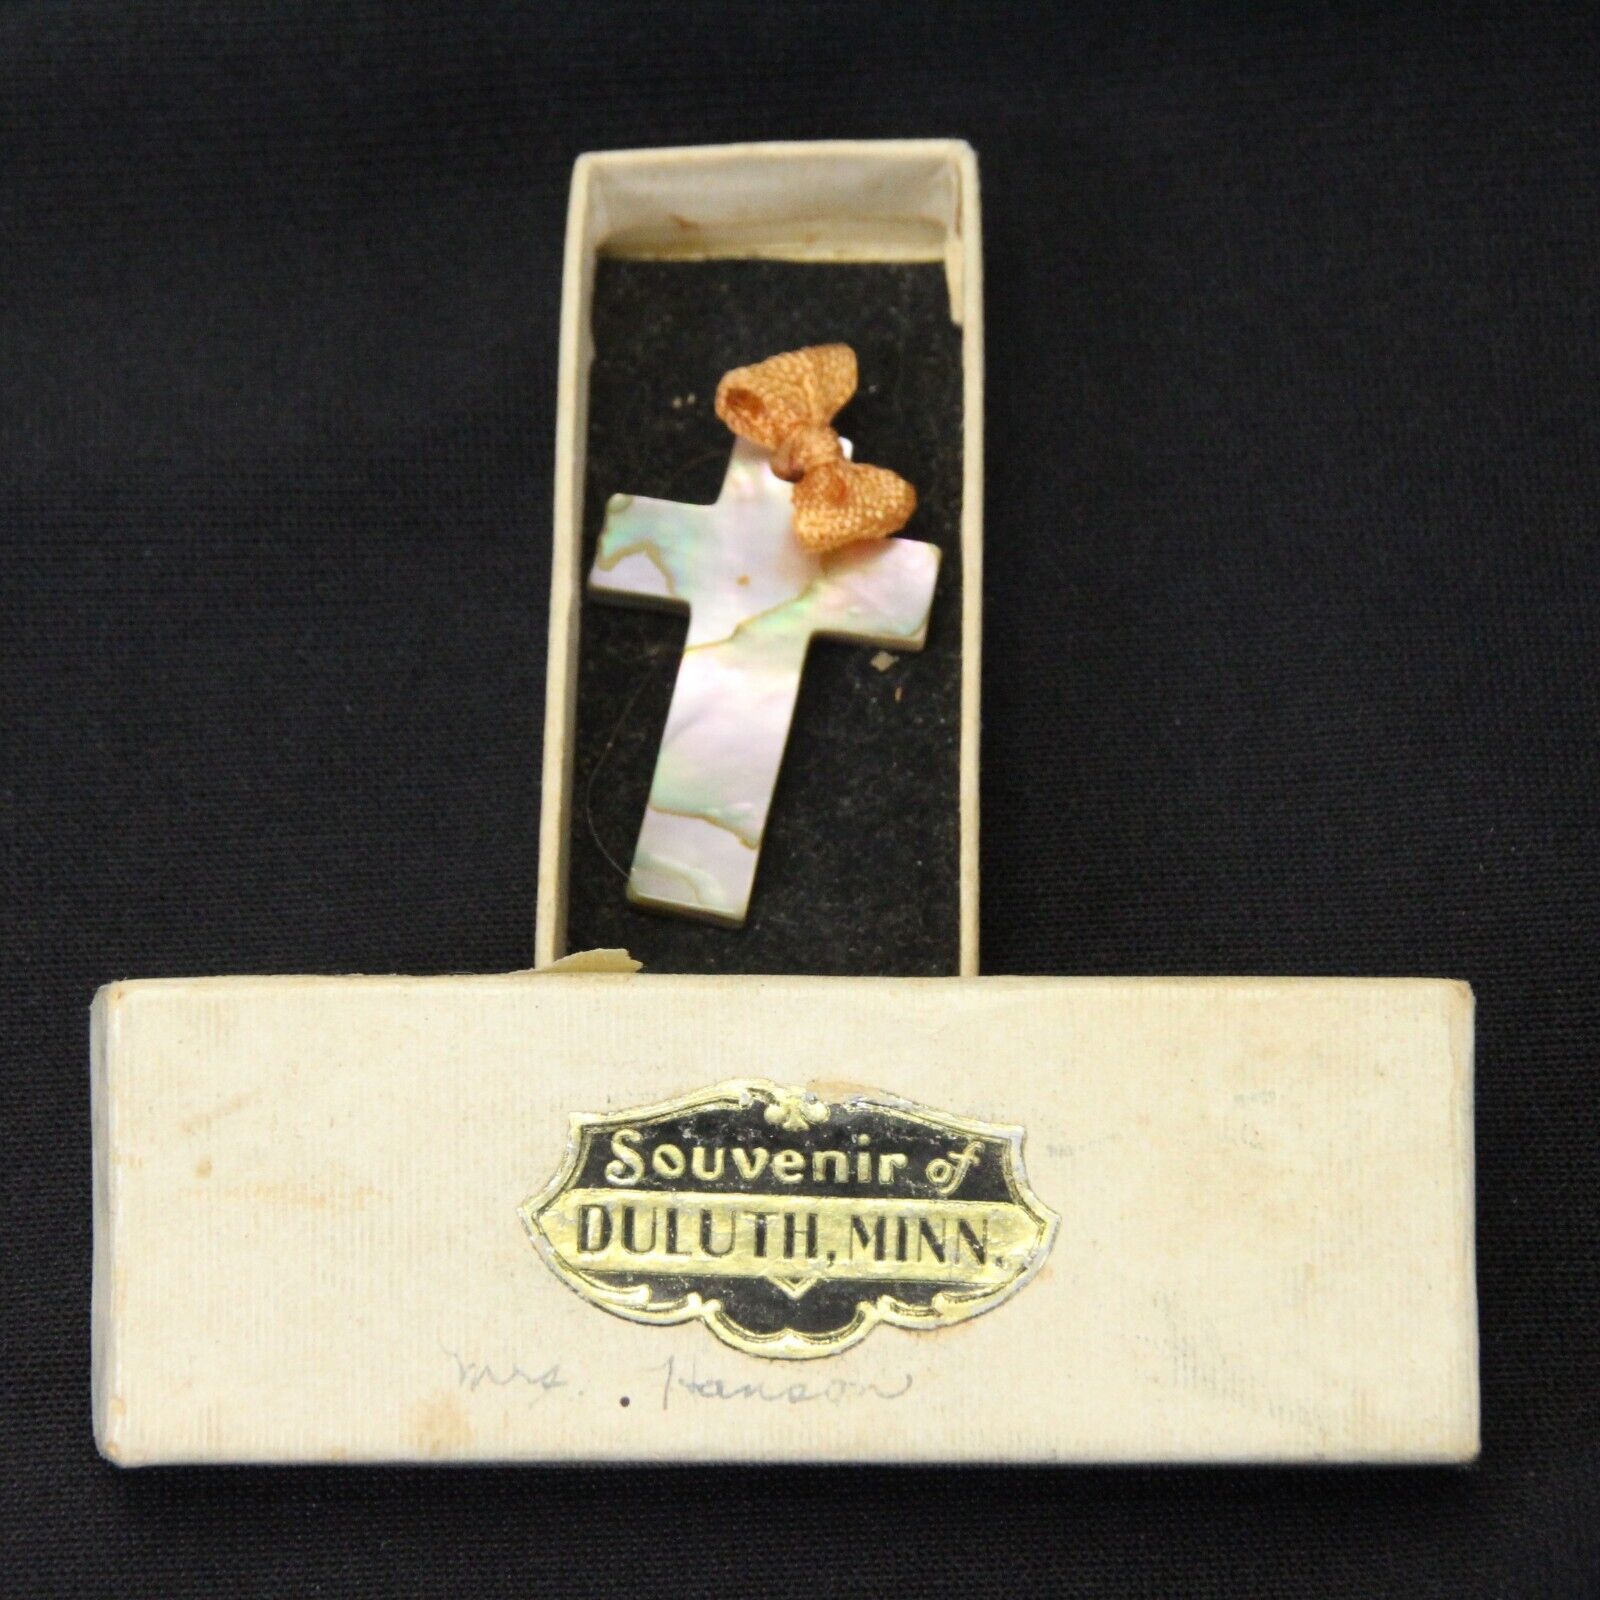 Souvenir of
DULUTH, MINN.
Mrs. Hanson